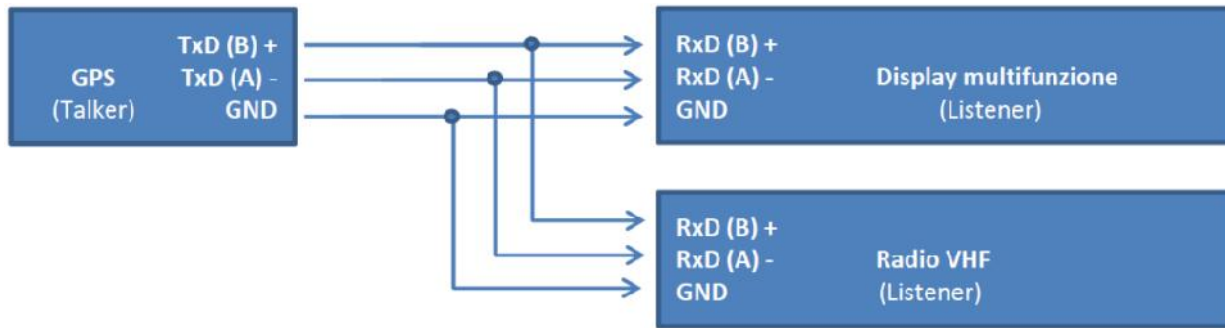 TxD (B) +
GPS TxD (A) -
(Talker) GND
RxD (B) +
RxD (A) - Display multifunzione
GND (Listener)
RxD (B) +
RxD (A) - Radio VHF
GND (Listener)